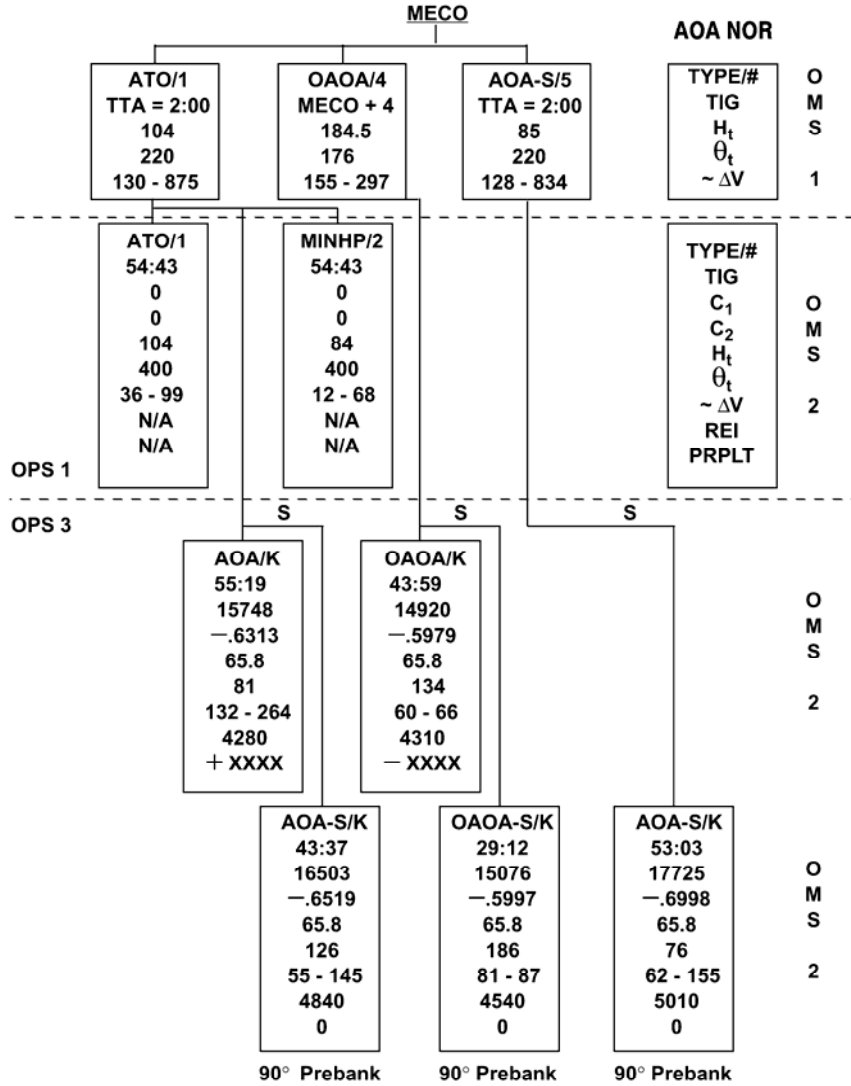 MECO
AOA NOR
ATO/1
TTA = 2:00
104
220
130 - 875
OAOA/4
MECO + 4
184.5
176
155 - 297
AOA-S/5
TTA = 2:00
85
220
128 - 834
TYPE/#
TIG
Ht
θt
~ ΔV
O
M
S
1
ATO/1
54:43
0
0
104
400
36 - 99
N/A
N/A
MINHP/2
54:43
0
0
84
400
12 - 68
N/A
N/A
TYPE/#
TIG
C1
C2
Ht
θt
~ ΔV
REI
PRPLT
O
M
S
2
OPS 1
OPS 3
S
S
S
AOA/K
55:19
15748
—.6313
65.8
81
132 - 264
4280
+ XXXX
OAOA/K
43:59
14920
—.5979
65.8
134
60 - 66
4310
— XXXX
O
M
S
2
AOA-S/K
43:37
16503
—.6519
65.8
126
55 - 145
4840
0
90° Prebank
OAOA-S/K
29:12
15076
—.5997
65.8
186
81 - 87
4540
0
90° Prebank
AOA-S/K
53:03
17725
—.6998
65.8
76
62 - 155
5010
0
90° Prebank
O
M
S
2